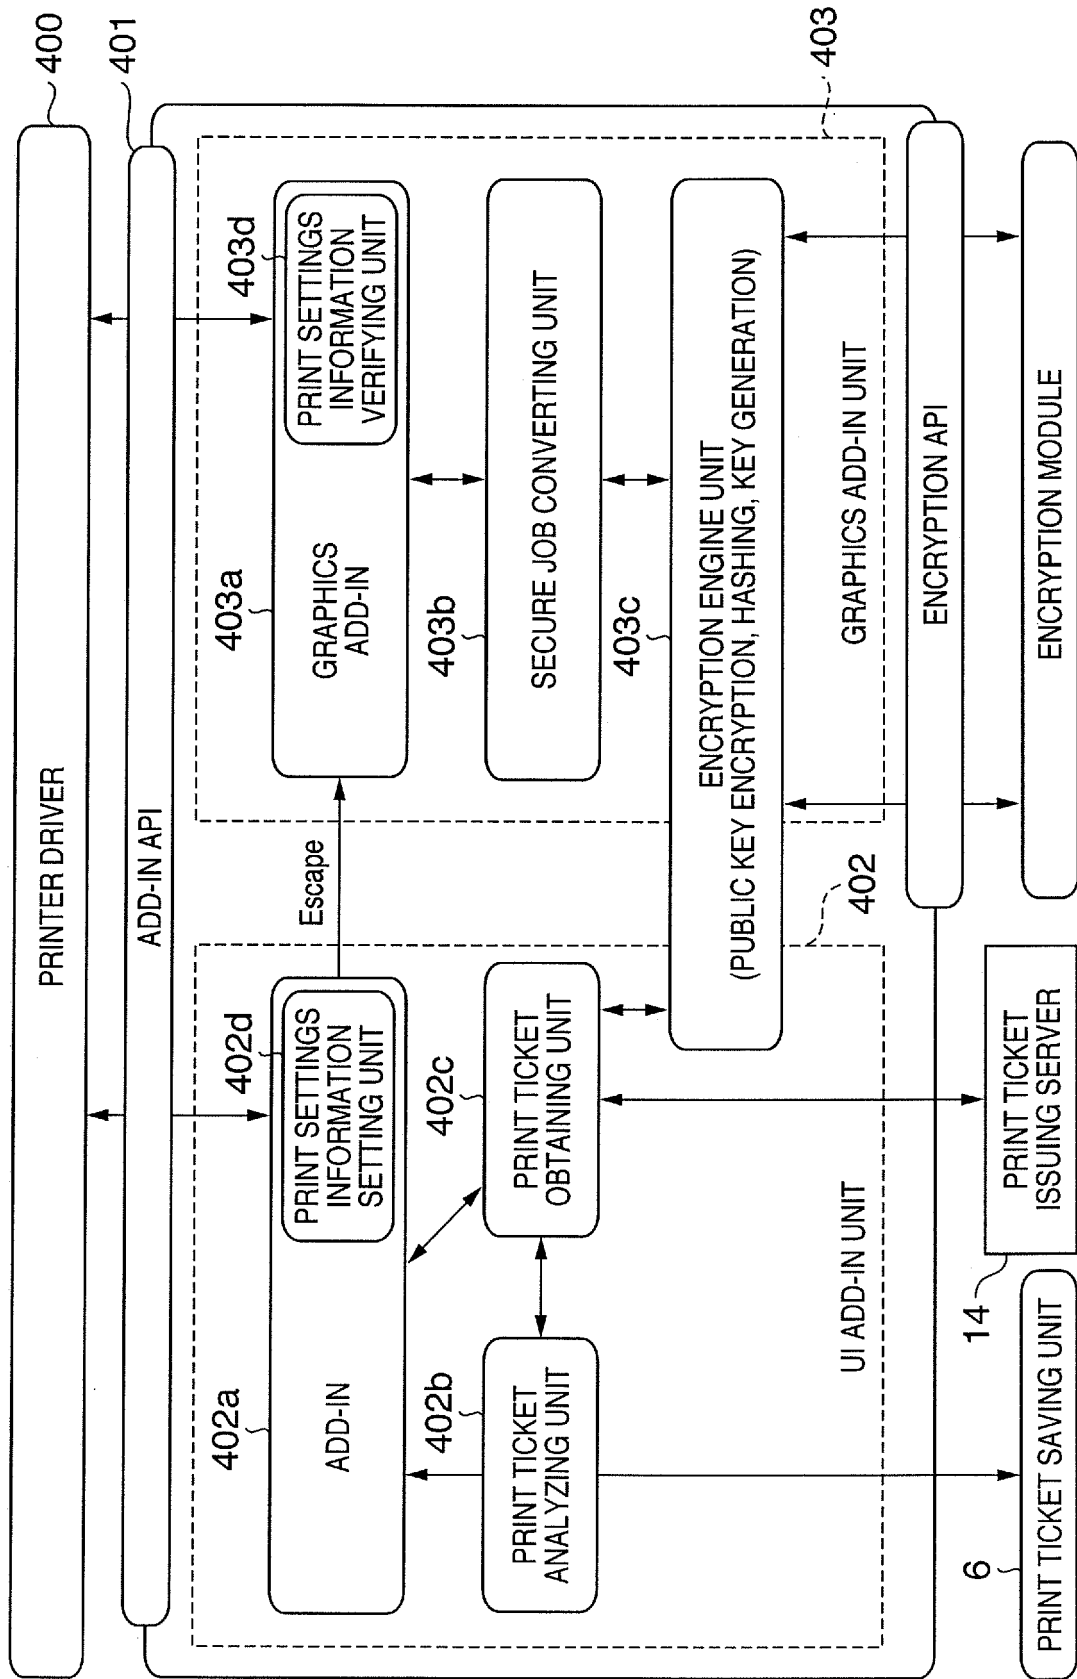 400
PRINTER DRIVER
401
ADD-IN API
402a
ADD-IN
402d
PRINT SETTINGS
INFORMATION
SETTING UNIT
Escape
403a
GRAPHICS
ADD-IN
403d
PRINT SETTINGS
INFORMATION
VERIFYING UNIT
402b
PRINT TICKET
ANALYZING UNIT
402c
PRINT TICKET
OBTAINING UNIT
403b
SECURE JOB CONVERTING UNIT
403c
ENCRYPTION ENGINE UNIT
(PUBLIC KEY ENCRYPTION, HASHING, KEY GENERATION)
UI ADD-IN UNIT
402
GRAPHICS ADD-IN UNIT
403
ENCRYPTION API
6
PRINT TICKET SAVING UNIT
14
PRINT TICKET
ISSUING SERVER
ENCRYPTION MODULE